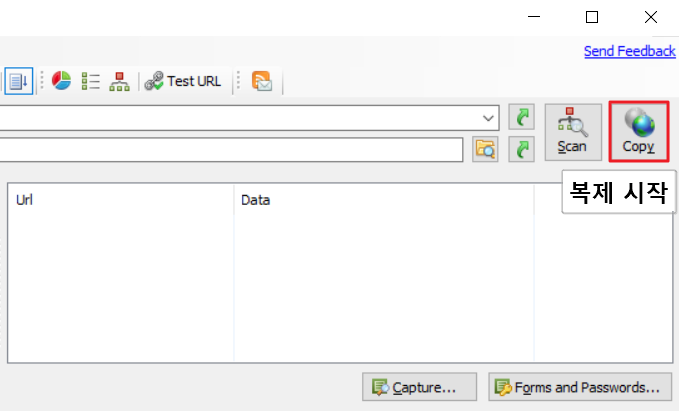 Send Feedback
Test URL
Scan
Copy
복제 시작
Url Data
Capture... Forms and Passwords...